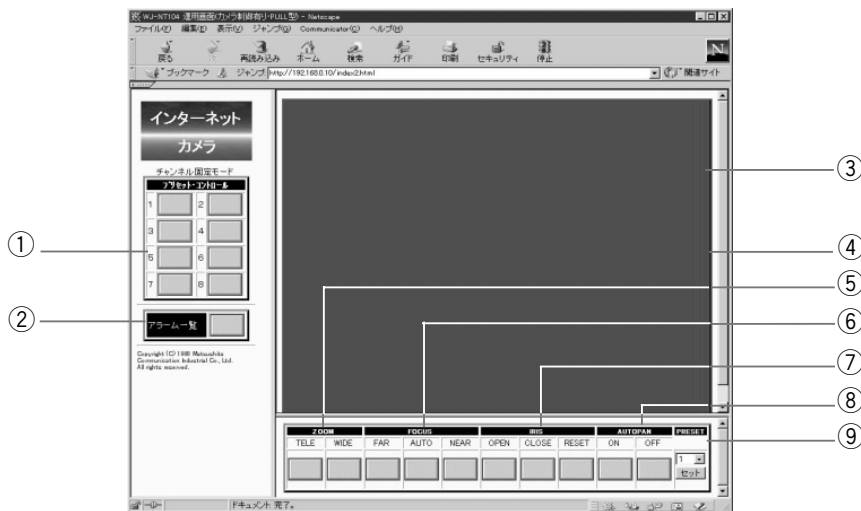 WJ-NT104 運用画面(カメラ制御有り・PULL型) - Netscape
ファイル(F) 編集(E) 表示(V) ジャンプ(G) Communicator(C) ヘルプ(H)
戻る 次 再読み込み ホーム 検索 ガイド 印刷 セキュリティ 停止
N
ブックマーク ジャンプ: http://192.168.0.10/index2.html 関連サイト
インターネット
カメラ
チャンネル固定モード
プリセット・コントロール
1 2
3 4
5 6
7 8
アラーム一覧
Copyright (C) 1998 Matsushita
Communication Industrial Co., Ltd.
All rights reserved.
ZOOM FOCUS IRIS AUTOPAN PRESET
TELE WIDE FAR AUTO NEAR OPEN CLOSE RESET ON OFF
1
セット
ドキュメント 完了。
①
②
③
④
⑤
⑥
⑦
⑧
⑨